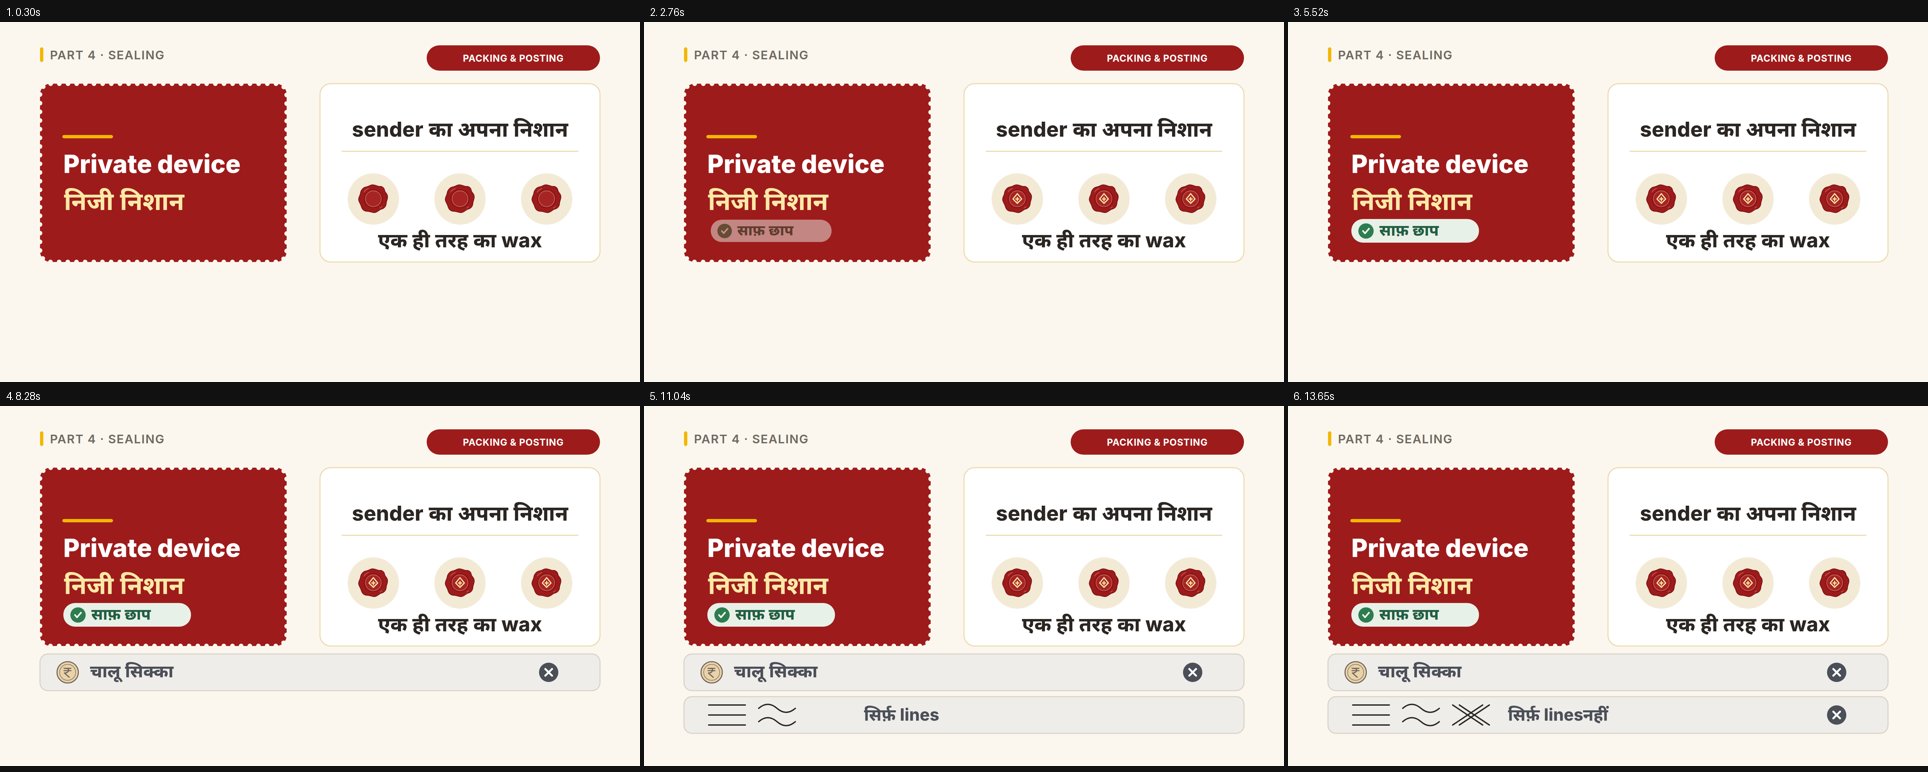 1. 0.30s
PART 4 · SEALING
PACKING & POSTING
Private device
निजी निशान
sender का अपना निशान
एक ही तरह का wax
2. 2.76s
PART 4 · SEALING
PACKING & POSTING
Private device
निजी निशान
साफ़ छाप
sender का अपना निशान
एक ही तरह का wax
3. 5.52s
PART 4 · SEALING
PACKING & POSTING
Private device
निजी निशान
साफ़ छाप
sender का अपना निशान
एक ही तरह का wax
4. 8.28s
PART 4 · SEALING
PACKING & POSTING
Private device
निजी निशान
साफ़ छाप
sender का अपना निशान
एक ही तरह का wax
₹ चालू सिक्का
5. 11.04s
PART 4 · SEALING
PACKING & POSTING
Private device
निजी निशान
साफ़ छाप
sender का अपना निशान
एक ही तरह का wax
₹ चालू सिक्का
सिर्फ़ lines
6. 13.65s
PART 4 · SEALING
PACKING & POSTING
Private device
निजी निशान
साफ़ छाप
sender का अपना निशान
एक ही तरह का wax
₹ चालू सिक्का
सिर्फ़ linesनहीं